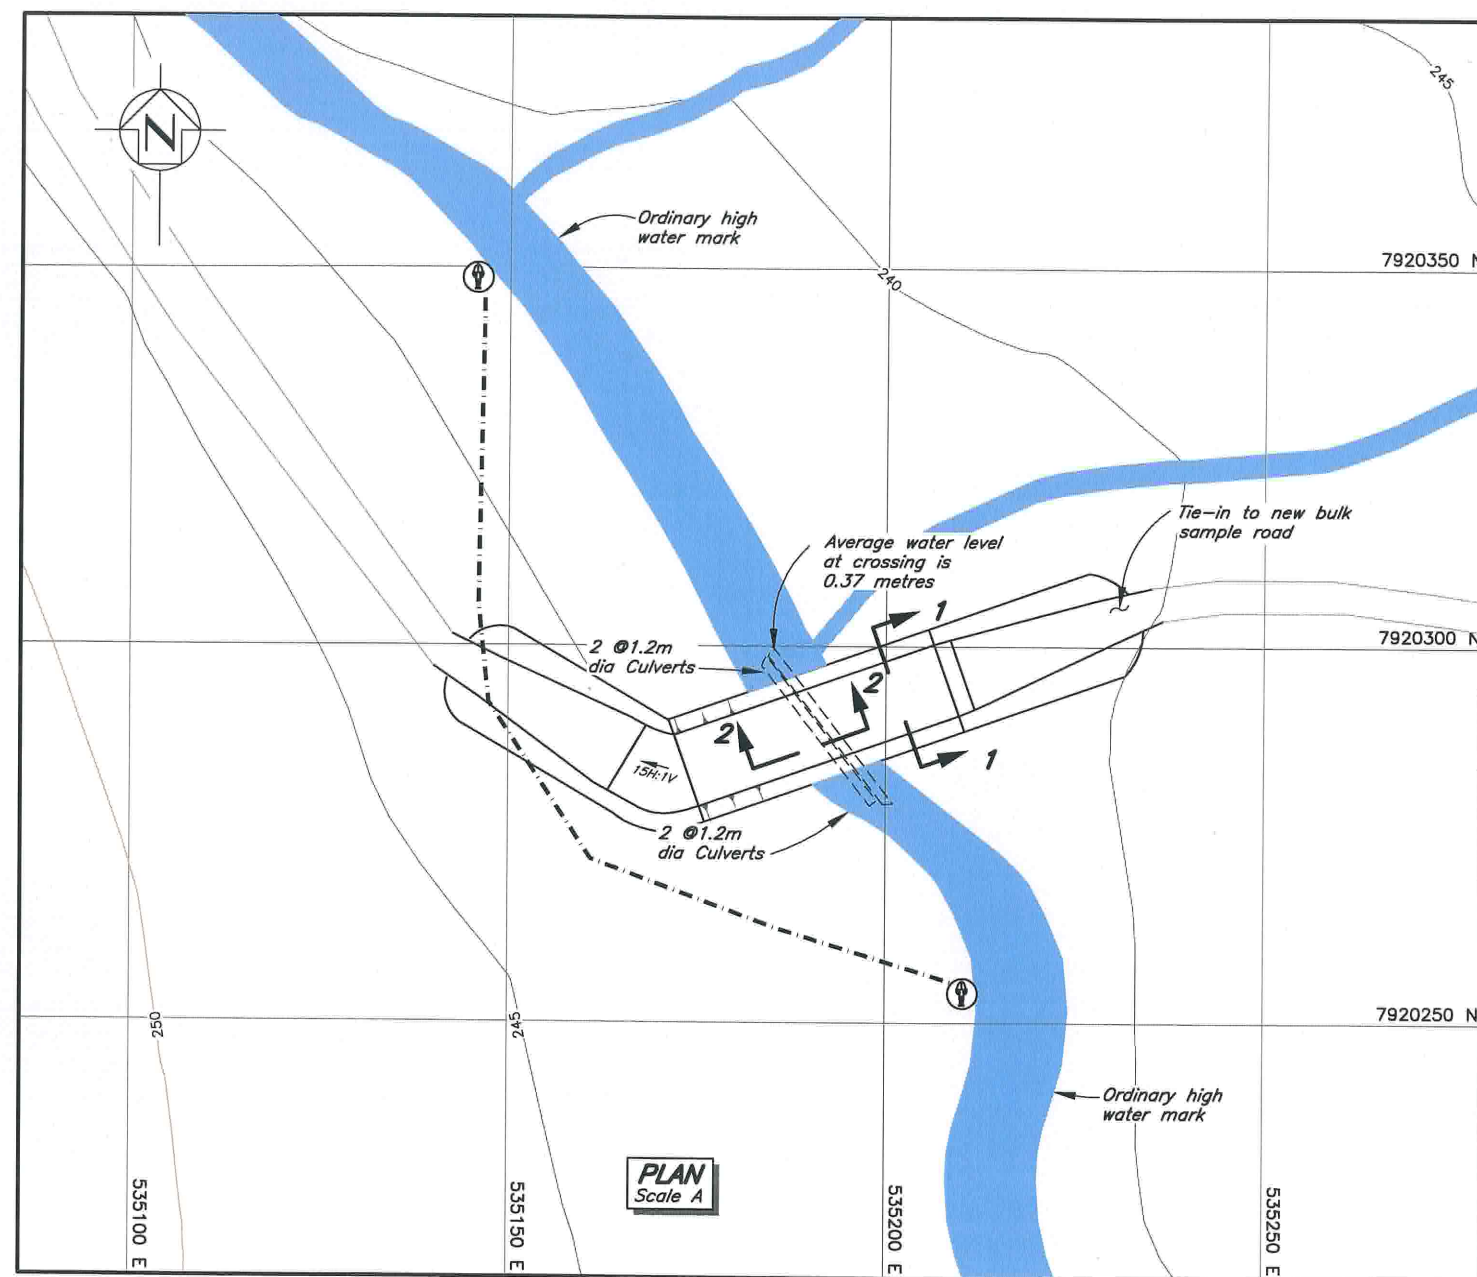 245
N
Ordinary high
water mark
7920350 N
240
Tie-in to new bulk
sample road
Average water level
at crossing is
0.37 metres
1
2 @1.2m
dia Culverts
7920300 N
2
2
1
15H:1V
2 @1.2m
dia Culverts
250
245
7920250 N
Ordinary high
water mark
PLAN
Scale A
535100 E
535150 E
535200 E
535250 E